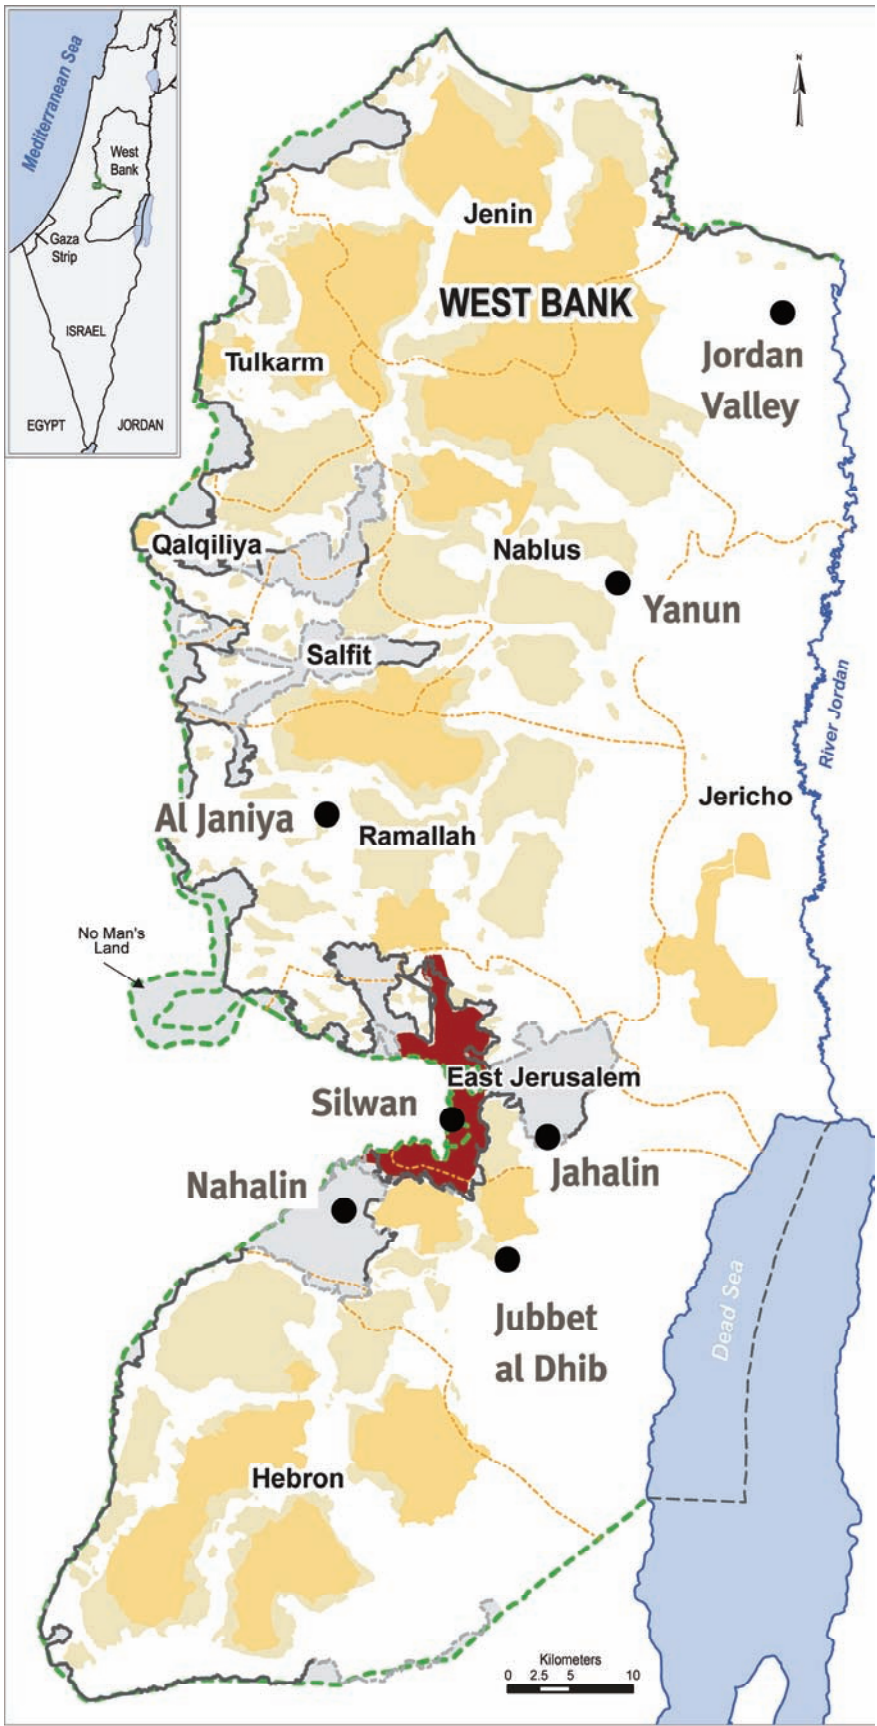 Mediterranean Sea
West
Bank
Gaza
Strip
ISRAEL
EGYPT
JORDAN
N
Jenin
WEST BANK
Jordan
Valley
Tulkarm
Qalqiliya
Nablus
Yanun
Salfit
River Jordan
Jericho
Al Janiya
Ramallah
No Man's
Land
East Jerusalem
Silwan
Jahalin
Nahalin
Jubbet
al Dhib
Dead Sea
Hebron
Kilometers
0 2.5 5 10